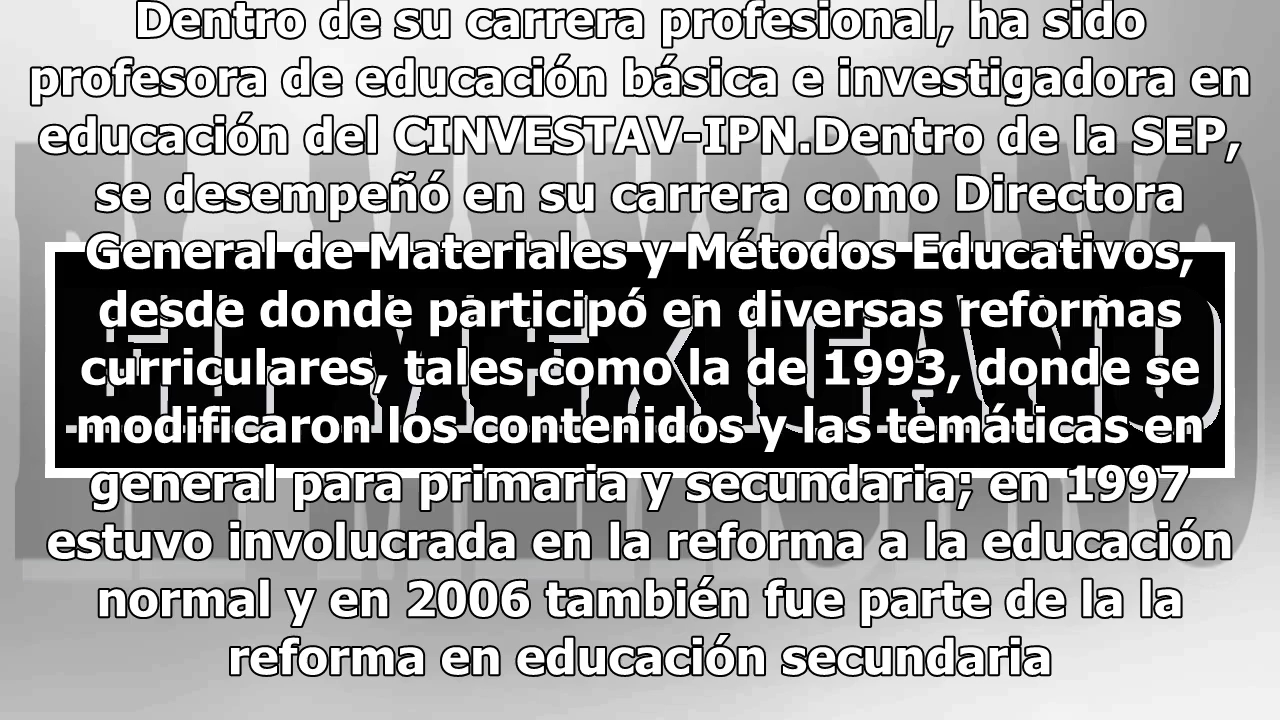 Dentro de su carrera profesional, ha sido
profesora de educación básica e investigadora en
educación del CINVESTAV-IPN.Dentro de la SEP,
se desempeñó en su carrera como Directora
General de Materiales y Métodos Educativos,
desde donde participó en diversas reformas
curriculares, tales como la de 1993, donde se
modificaron los contenidos y las temáticas en
general para primaria y secundaria; en 1997
estuvo involucrada en la reforma a la educación
normal y en 2006 también fue parte de la la
reforma en educación secundaria
EL MEXICANO